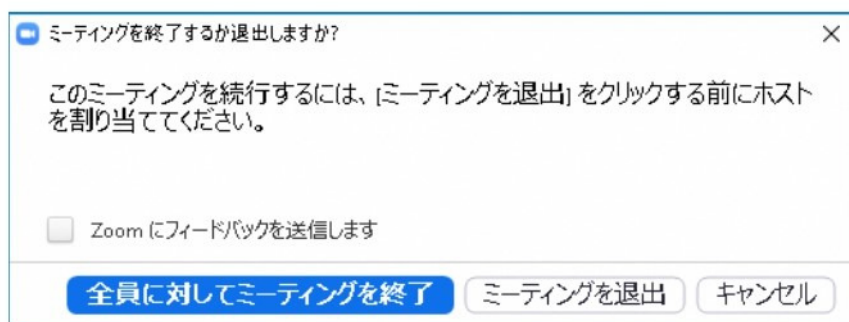 ミーティングを終了するか退出しますか?
このミーティングを続行するには、[ミーティングを退出] をクリックする前にホスト
を割り当ててください。
Zoom にフィードバックを送信します
全員に対してミーティングを終了 ミーティングを退出 キャンセル